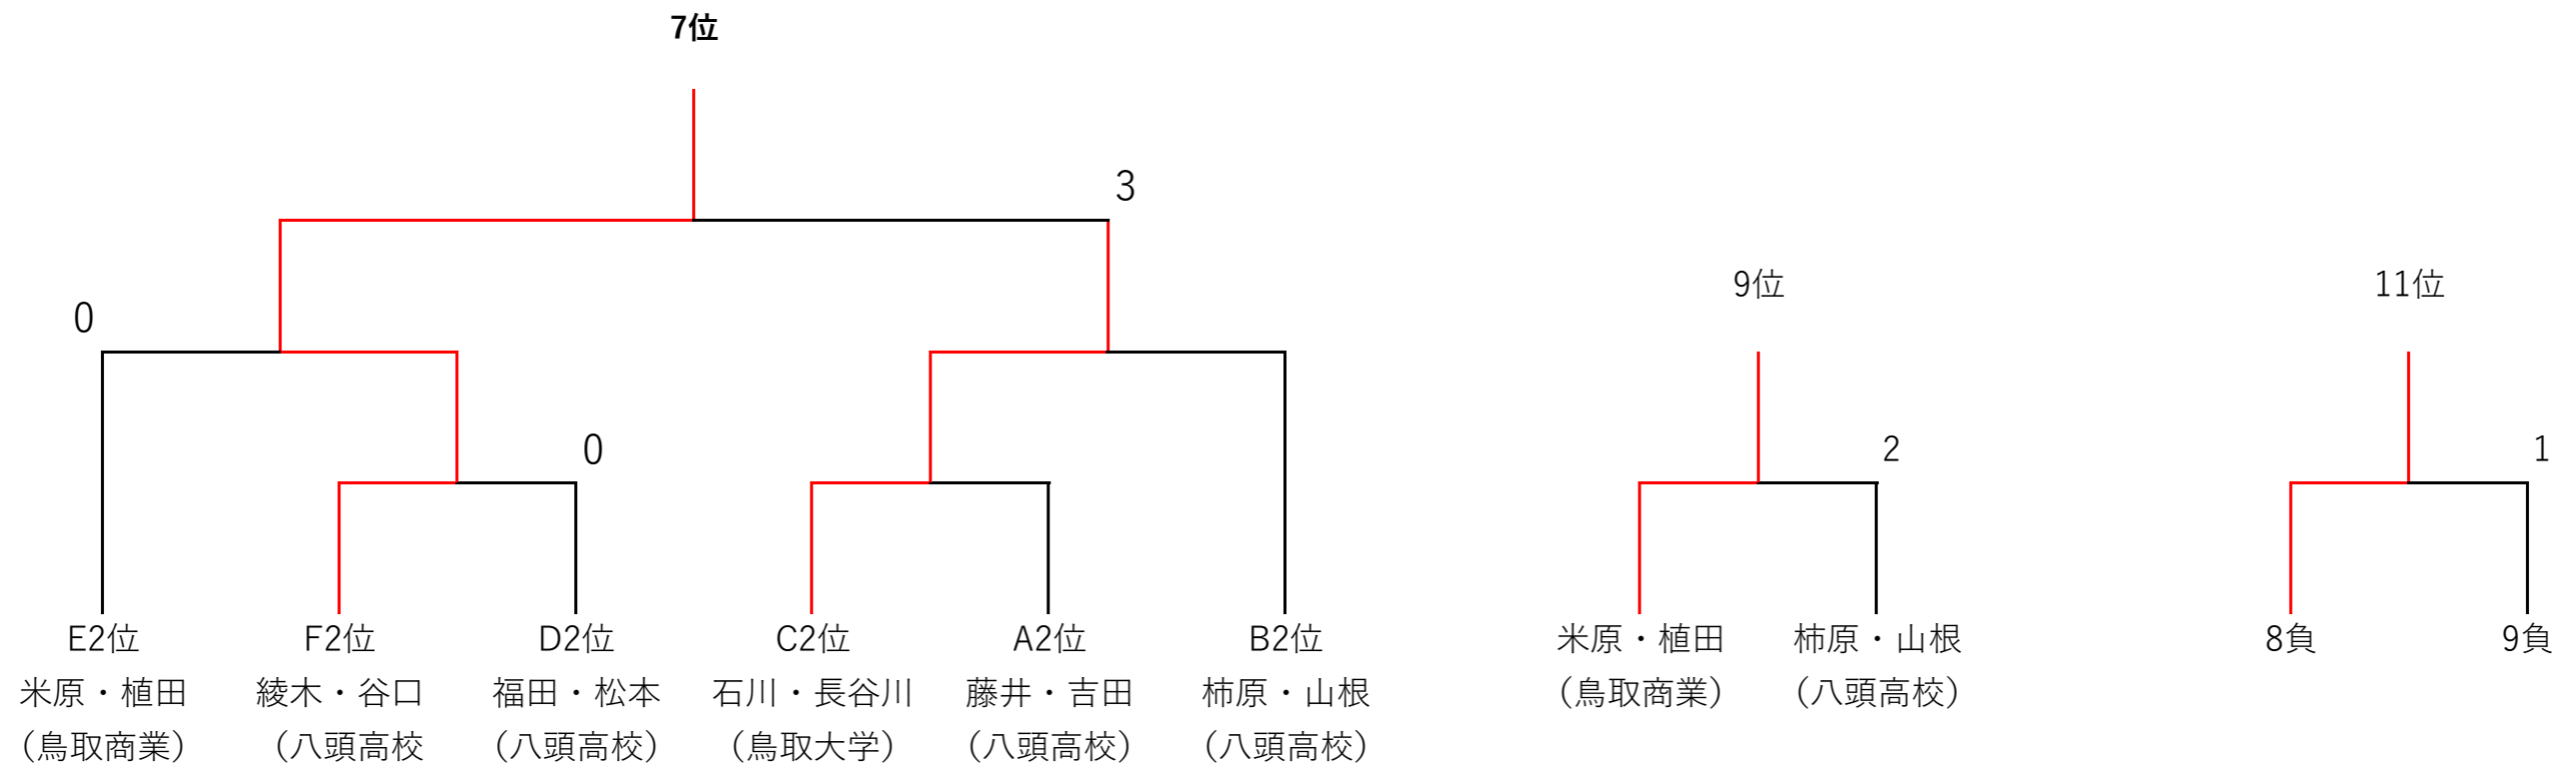 7位
3
9位
11位
0
0
2
1
E2位
F2位
D2位
C2位
A2位
B2位
米原・植田
柿原・山根
8負
9負
米原・植田
綾木・谷口
福田・松本
石川・長谷川
藤井・吉田
柿原・山根
（鳥取商業）
（八頭高校）
（鳥取商業）
（八頭高校
（八頭高校）
（鳥取大学）
（八頭高校）
（八頭高校）